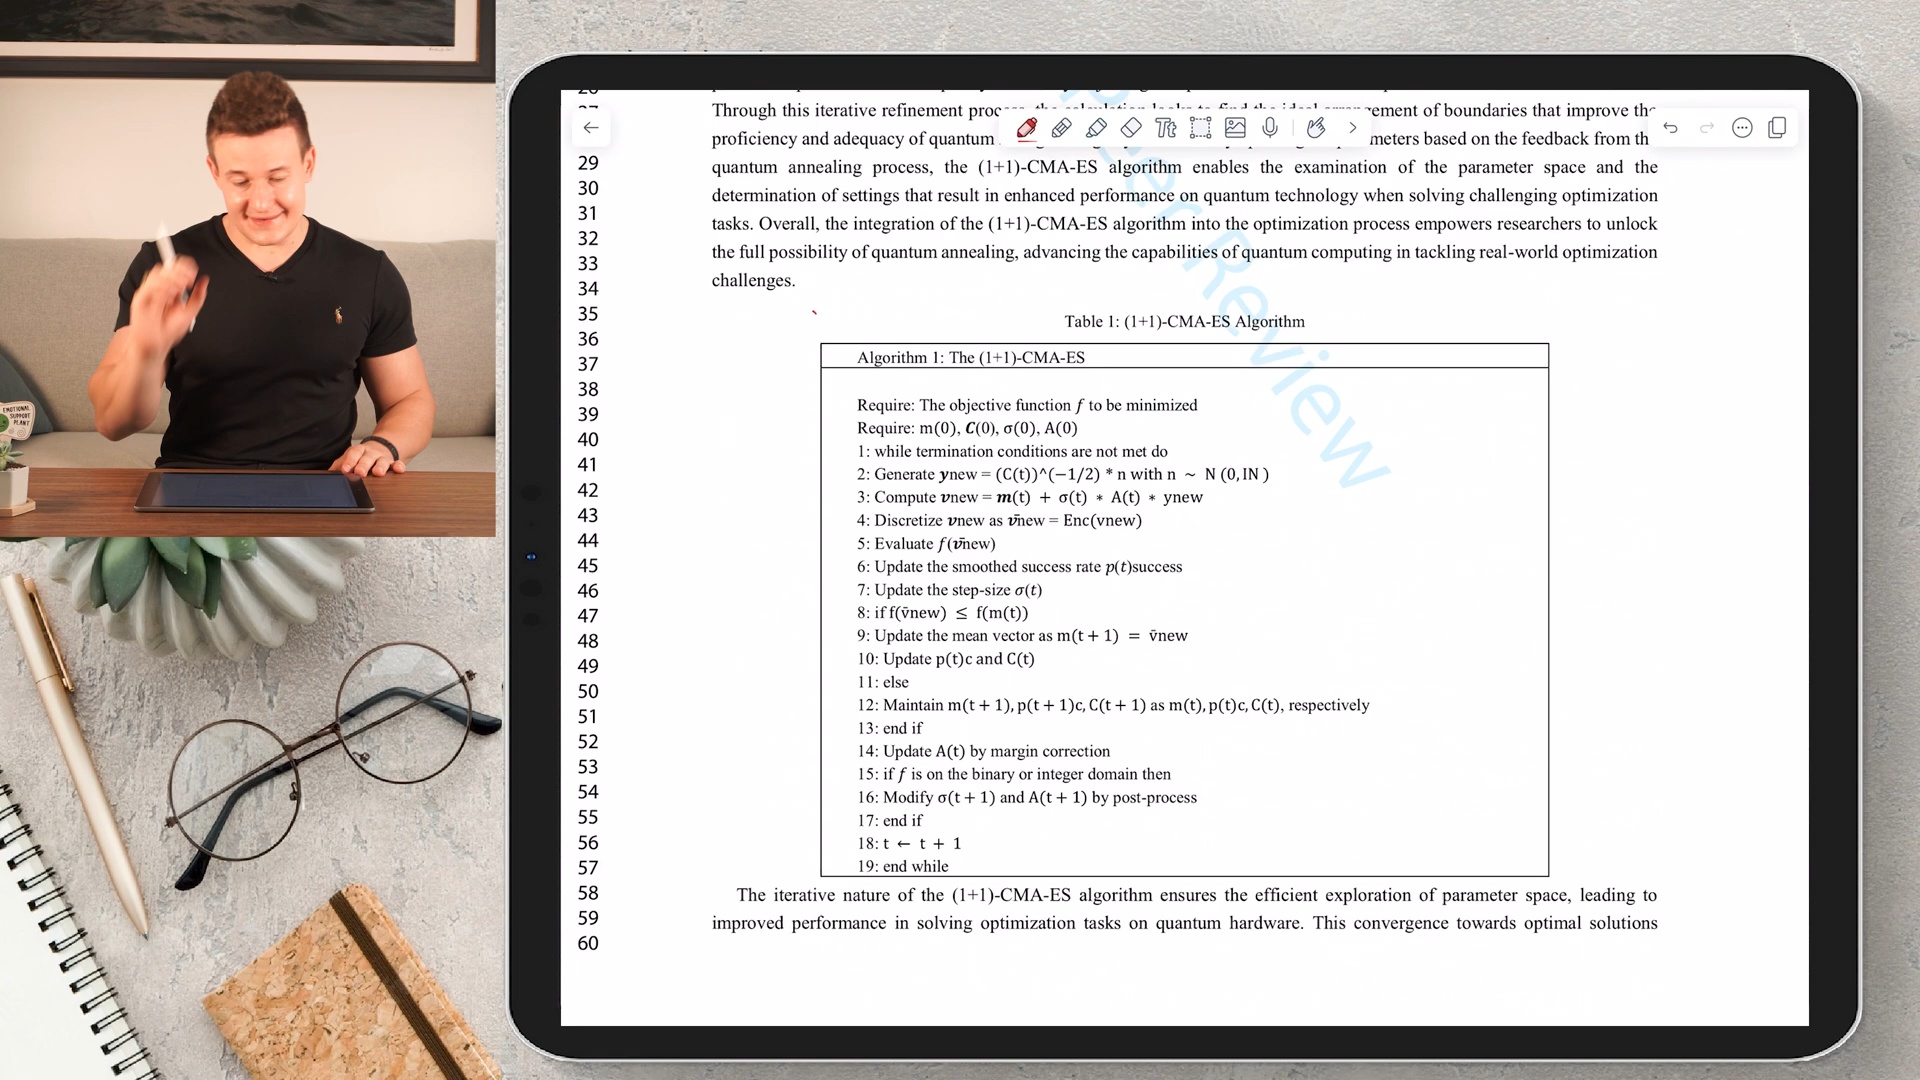 Through this iterative refinement process, the calculation looks to find the ideal arrangement of boundaries that improve the
proficiency and adequacy of quantum
meters based on the feedback from th
quantum annealing process, the (1+1)-CMA-ES algorithm enables the examination of the parameter space and the
determination of settings that result in enhanced performance on quantum technology when solving challenging optimization
tasks. Overall, the integration of the (1+1)-CMA-ES algorithm into the optimization process empowers researchers to unlock
the full possibility of quantum annealing, advancing the capabilities of quantum computing in tackling real-world optimization
challenges.
Table 1: (1+1)-CMA-ES Algorithm
Algorithm 1: The (1+1)-CMA-ES
Require: The objective function f to be minimized
Require: m(0), C(0), σ(0), A(0)
1: while termination conditions are not met do
2: Generate ynew = (C(t))^(−1/2) * n with n ~ N (0, IN )
3: Compute vnew = m(t) + σ(t) * A(t) * ynew
4: Discretize vnew as v̄new = Enc(vnew)
5: Evaluate f(v̄new)
6: Update the smoothed success rate p(t)success
7: Update the step-size σ(t)
8: if f(v̄new) ≤ f(m(t))
9: Update the mean vector as m(t + 1) = v̄new
10: Update p(t)c and C(t)
11: else
12: Maintain m(t + 1), p(t + 1)c, C(t + 1) as m(t), p(t)c, C(t), respectively
13: end if
14: Update A(t) by margin correction
15: if f is on the binary or integer domain then
16: Modify σ(t + 1) and A(t + 1) by post-process
17: end if
18: t ← t + 1
19: end while
The iterative nature of the (1+1)-CMA-ES algorithm ensures the efficient exploration of parameter space, leading to
improved performance in solving optimization tasks on quantum hardware. This convergence towards optimal solutions
29
30
31
32
33
34
35
36
37
38
39
40
41
42
43
44
45
46
47
48
49
50
51
52
53
54
55
56
57
58
59
60
Review
Tt
EMOTIONAL
SUPPORT
PLANT